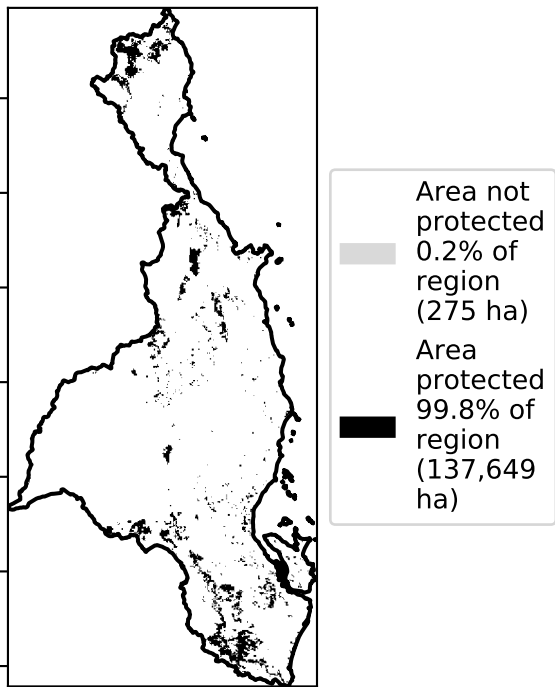 Area not
protected
0.2% of
region
(275 ha)
Area
protected
99.8% of
region
(137,649
ha)